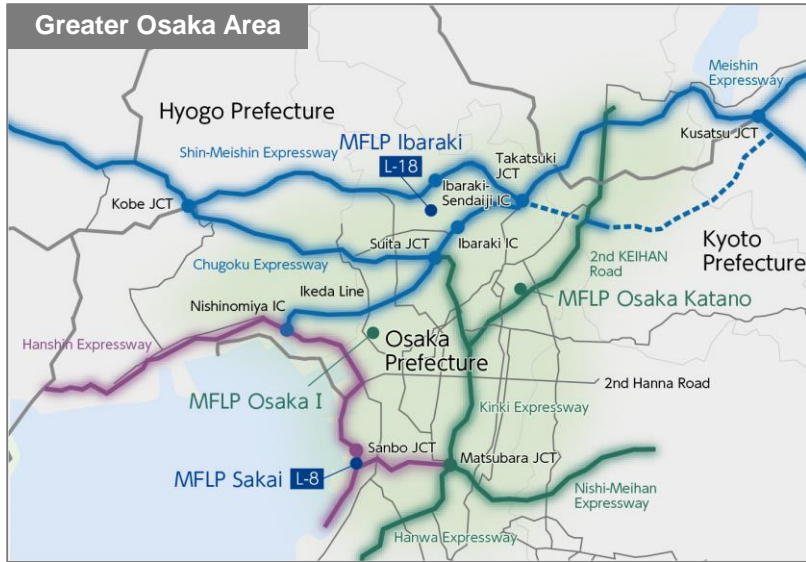 Greater Osaka Area
Meishin
Expressway
Hyogo Prefecture
Kusatsu JCT
MFLP Ibaraki
L-18
Shin-Meishin Expressway
Takatsuki
JCT
Ibaraki-
Sendaiji IC
Kobe JCT
Suita JCT
Ibaraki IC
2nd KEIHAN
Road
Kyoto
Prefecture
Chugoku Expressway
Ikeda Line
Nishinomiya IC
MFLP Osaka Katano
Hanshin Expressway
Osaka
Prefecture
2nd Hanna Road
MFLP Osaka I
Kinki Expressway
Sanbo JCT
Matsubara JCT
MFLP Sakai L-8
Nishi-Meihan
Expressway
Hanwa Expressway